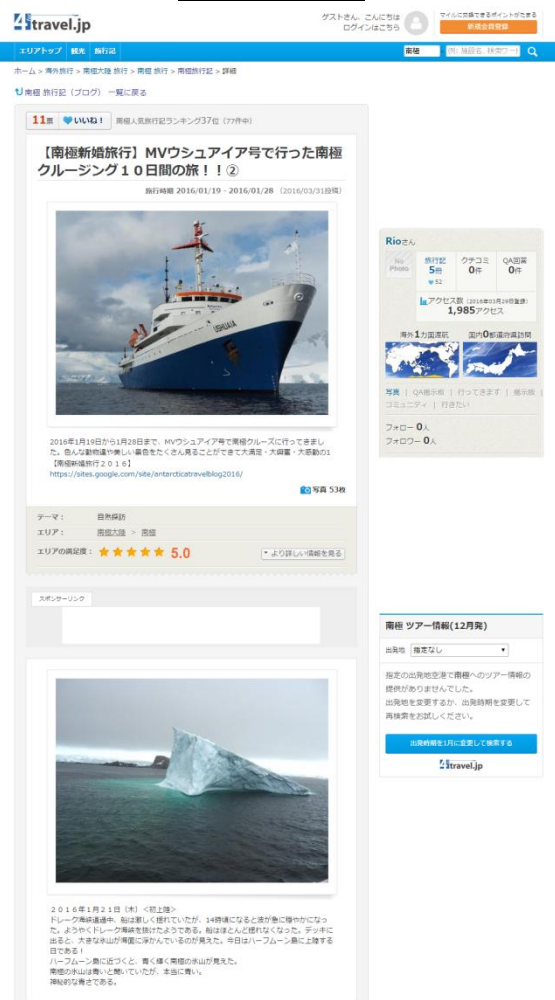 4travel.jp
ゲストさん、こんにちは
ログインはこちら
マイルに交換できるポイントがたまる
新規会員登録
エリアトップ 観光 旅行記
南極
例: 施設名、検索ワード
ホーム > 海外旅行 > 南極大陸 旅行 > 南極 旅行 > 南極旅行記 > 詳細
南極 旅行記（ブログ） 一覧に戻る
11票 いいね！ 南極人気旅行記ランキング37位（77件中）
【南極新婚旅行】MVウシュアイア号で行った南極
クルージング１０日間の旅！！②
旅行時期 2016/01/19 - 2016/01/28 （2016/03/31投稿）
USHUAIA
2016年1月19日から1月28日まで、MVウシュアイア号で南極クルーズに行ってきまし
た。色んな動物達や美しい景色をたくさん見ることができて大満足・大興奮・大感動の1
【南極新婚旅行２０１６】
https://sites.google.com/site/antarcticatravelblog2016/
写真 53枚
テーマ： 自然探訪
エリア： 南極大陸 > 南極
エリアの満足度： ★★★★★ 5.0
より詳しい情報を見る
スポンサーリンク
２０１６年１月２１日（木）＜初上陸＞
ドレーク海峡通過中、船は激しく揺れていたが、14時頃になると波が急に穏やかになっ
た。ようやくドレーク海峡を抜けたようである。船はほとんど揺れなくなった。デッキに
出ると、大きな氷山が海面に浮かんでいるのが見えた。今日はハーフムーン島に上陸する
日である！
ハーフムーン島に近づくと、青く輝く南極の氷山が見えた。
南極の氷山は青いと聞いていたが、本当に青い。
神秘的な青さである。
Rioさん
No
Photo
旅行記 クチコミ QA回答
5冊 0件 0件
52
アクセス数（2016年03月29日登録）
1,985アクセス
海外1カ国渡航 国内0都道府県訪問
写真 | QA掲示板 | 行ってきます | 掲示板 |
コミュニティ | 行きたい
フォロー 0人
フォロワー 0人
南極 ツアー情報(12月発)
出発地 指定なし
指定の出発地空港で南極へのツアー情報の
提供がありませんでした。
出発地を変更するか、出発時期を変更して
再検索をお試しください。
出発時期を1月に変更して検索する
4travel.jp